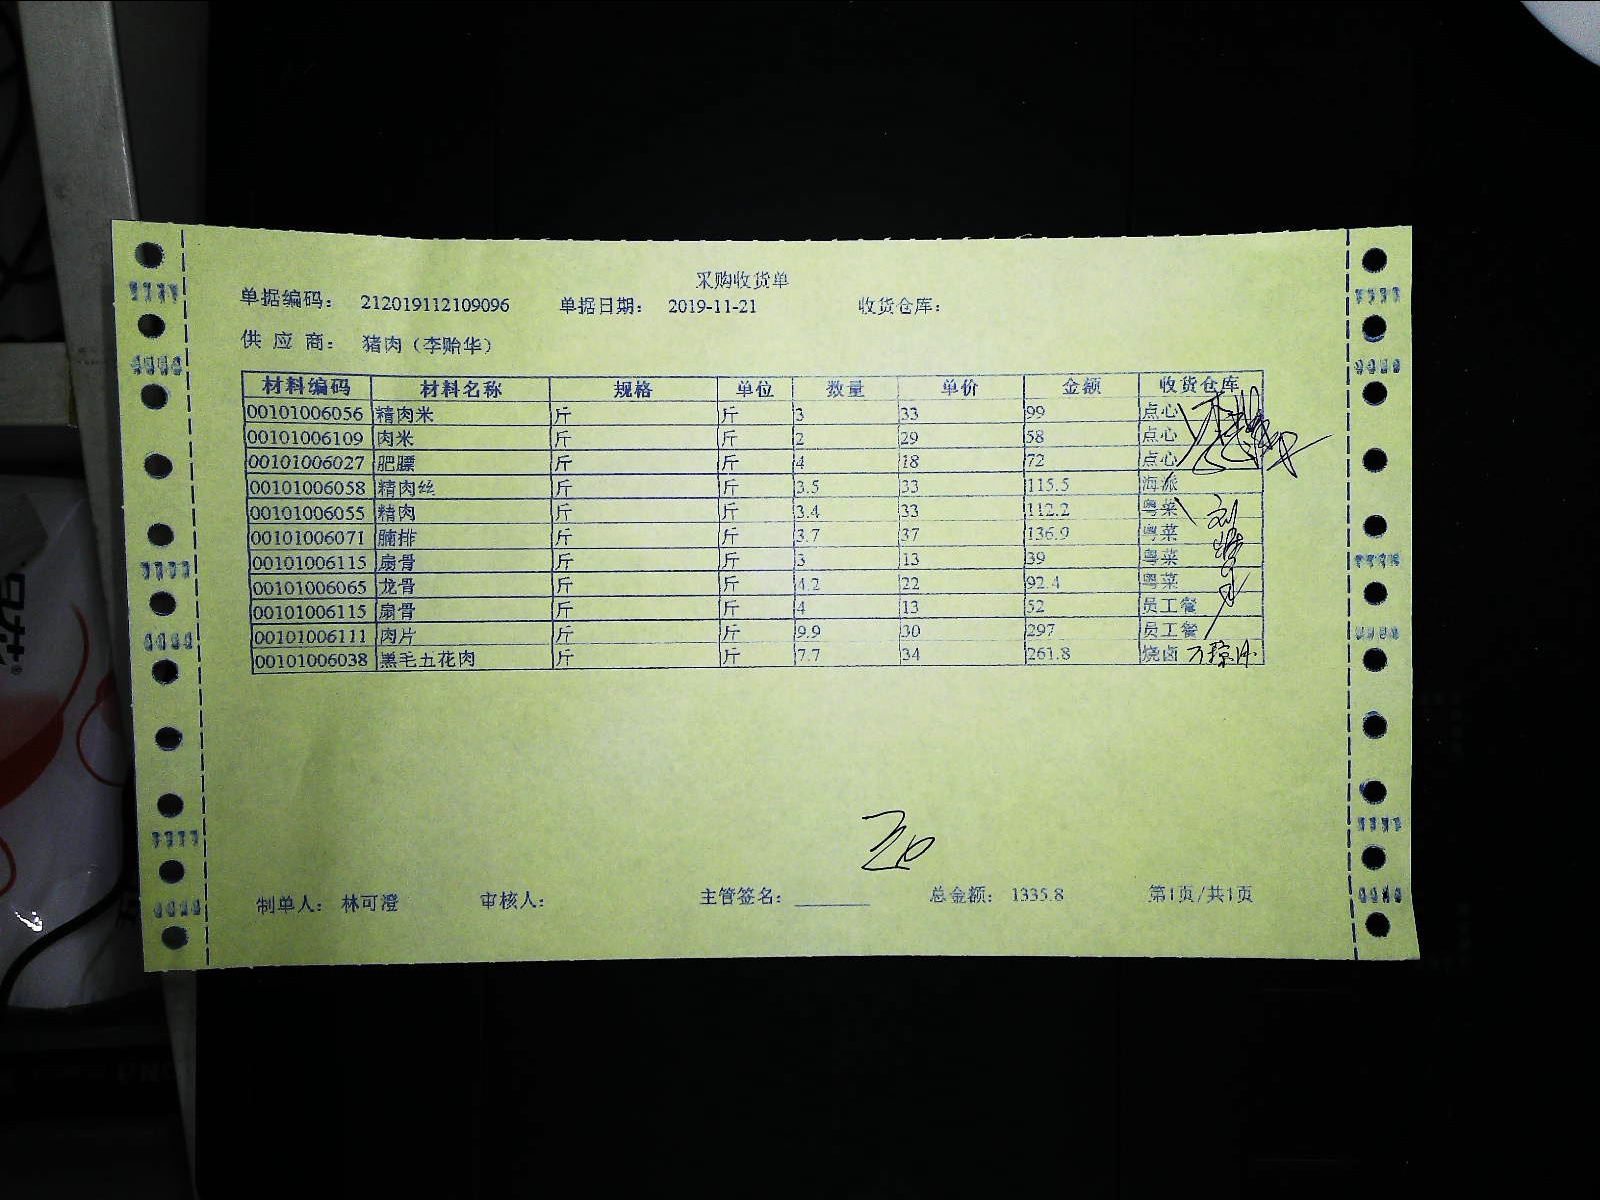 采购收货单
单据编码： 212019112109096 单据日期： 2019-11-21 收货仓库：
供 应 商： 猪肉（李贻华）
材料编码 材料名称 规格 单位 数量 单价 金额 收货仓库
00101006056 精肉米 斤 斤 3 33 99 点心
00101006109 肉米 斤 斤 2 29 58 点心
00101006027 肥膘 斤 斤 4 18 72 点心
00101006058 精肉丝 斤 斤 3.5 33 115.5 海派
00101006055 精肉 斤 斤 3.4 33 112.2 粤菜
00101006071 腩排 斤 斤 3.7 37 136.9 粤菜
00101006115 扇骨 斤 斤 3 13 39 粤菜
00101006065 龙骨 斤 斤 4.2 22 92.4 粤菜
00101006115 扇骨 斤 斤 4 13 52 员工餐
00101006111 肉片 斤 斤 9.9 30 297 员工餐
00101006038 黑毛五花肉 斤 斤 7.7 34 261.8 烧卤
制单人： 林可澄 审核人： 主管签名： 总金额： 1335.8 第1页/共1页